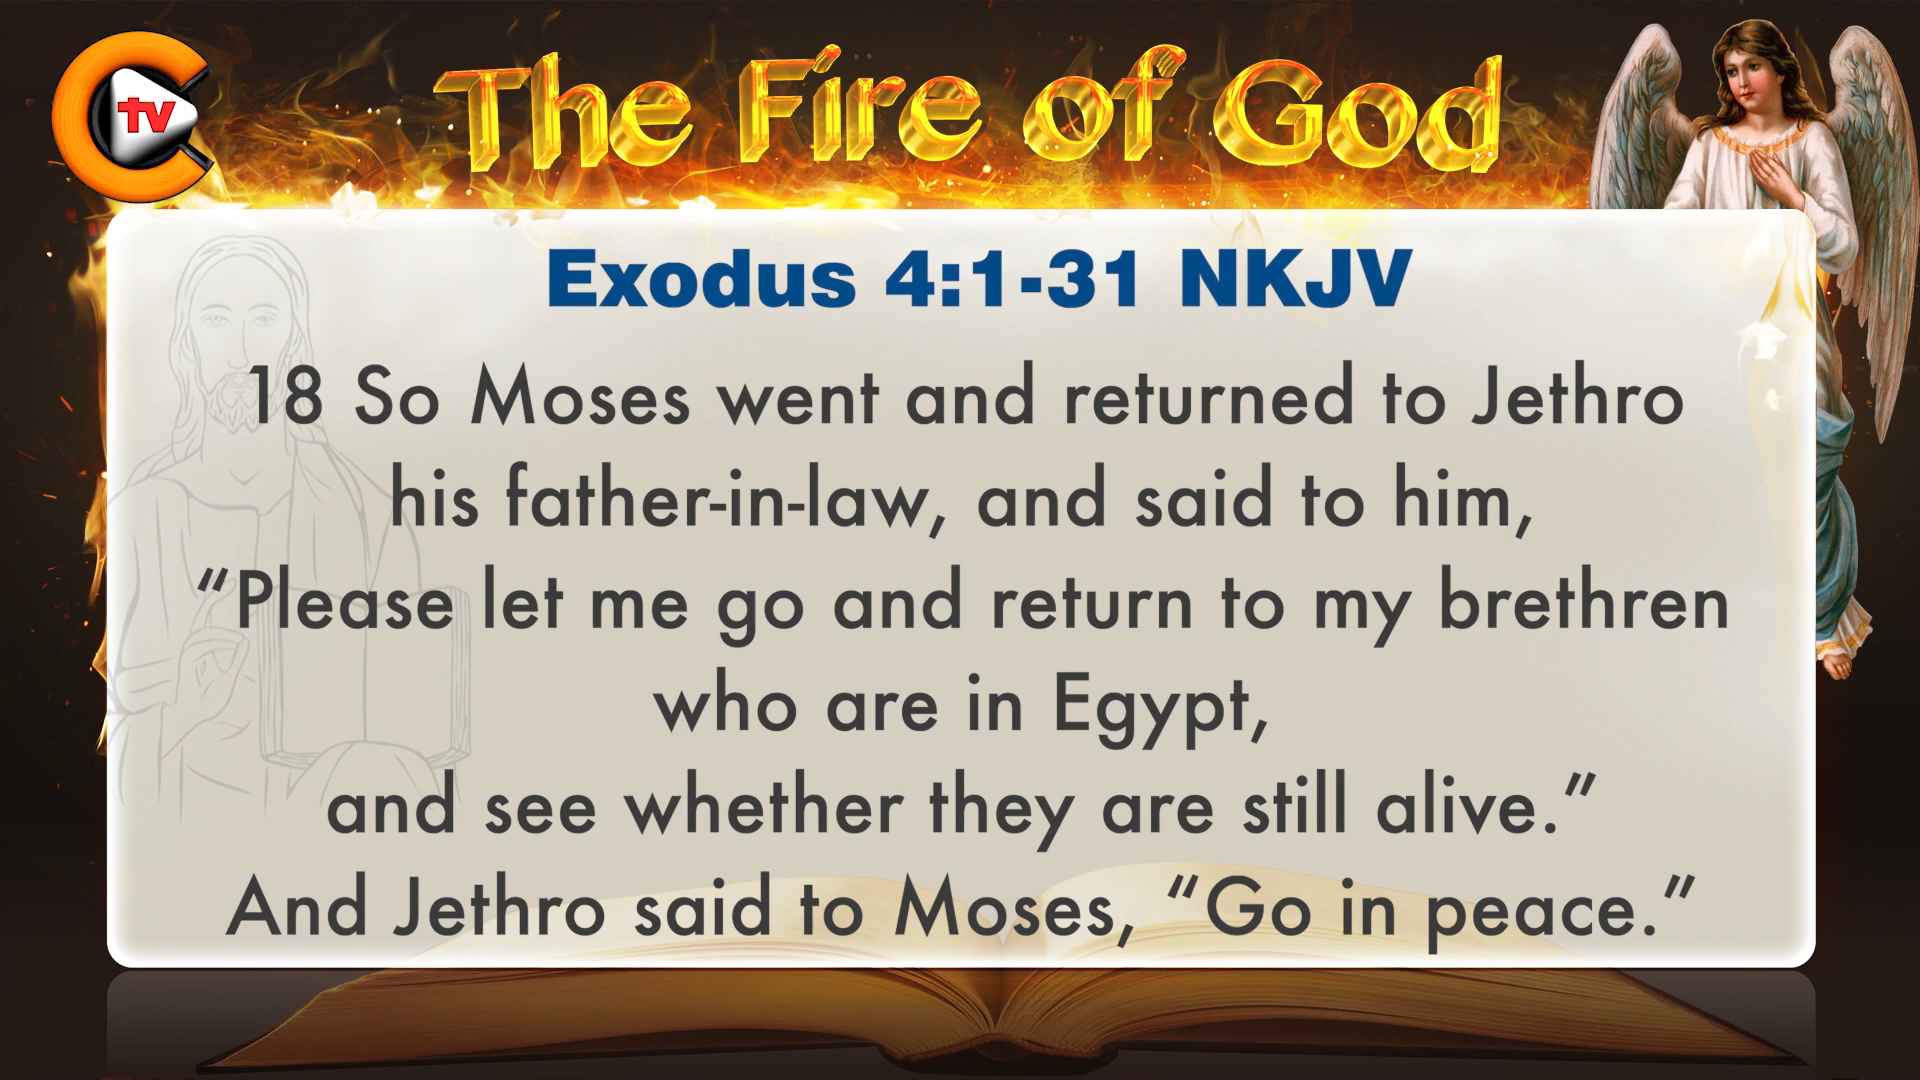 tv
The Fire of God
Exodus 4:1-31 NKJV
18 So Moses went and returned to Jethro
his father-in-law, and said to him,
“Please let me go and return to my brethren
who are in Egypt,
and see whether they are still alive.”
And Jethro said to Moses, “Go in peace.”